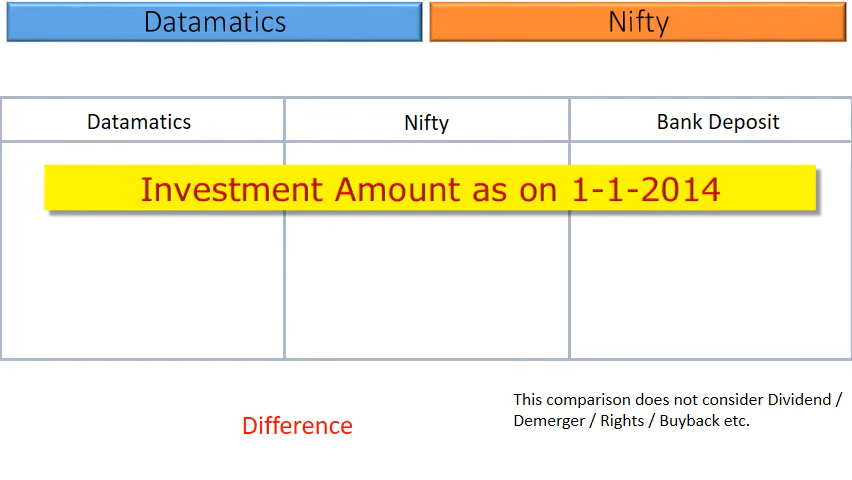 Datamatics
Nifty
Datamatics
Nifty
Bank Deposit
Investment Amount as on 1-1-2014
Difference
This comparison does not consider Dividend /
Demerger / Rights / Buyback etc.